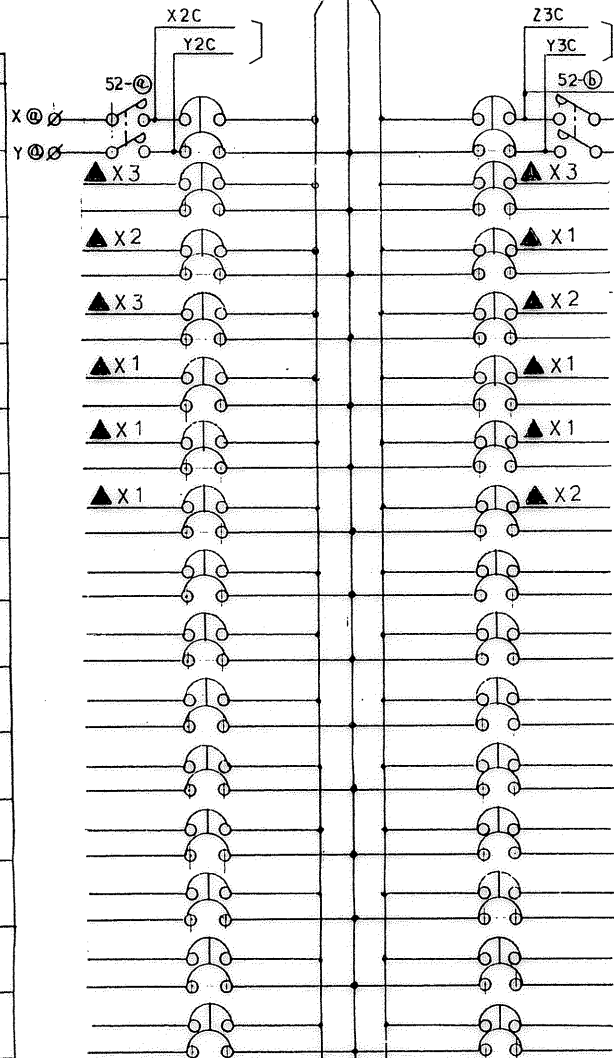 X2C Z3C
Y2C Y3C
52-ⓐ 52-ⓑ
X ⓐ
Y ⓐ
▲ X3 ▲ X3
▲ X2 ▲ X1
▲ X3 ▲ X2
▲ X1 ▲ X1
▲ X1 ▲ X1
▲ X1 ▲ X2